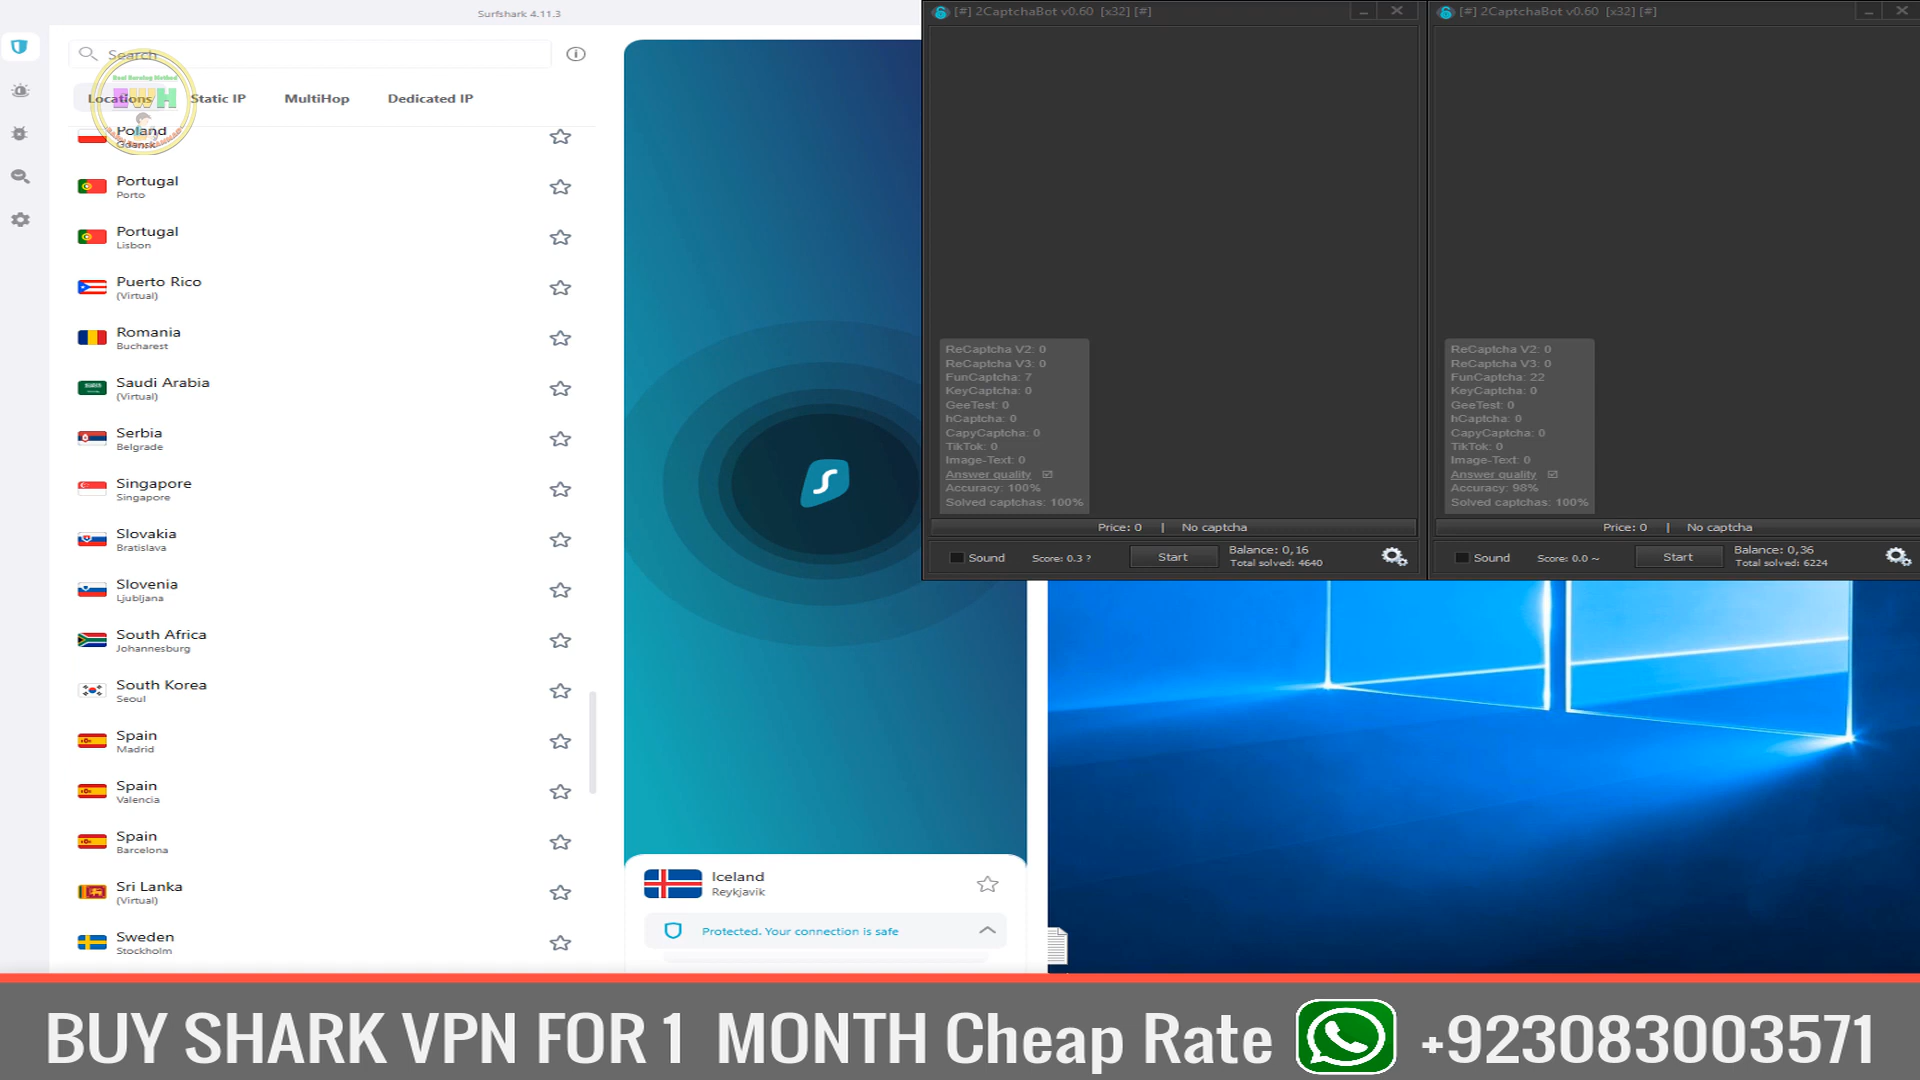 Surfshark 4.11.3
Search
Locations
Static IP
MultiHop
Dedicated IP
Real Earning Method
EWH
Poland
Gdansk
Portugal
Porto
Portugal
Lisbon
Puerto Rico
(Virtual)
Romania
Bucharest
Saudi Arabia
(Virtual)
Serbia
Belgrade
Singapore
Singapore
Slovakia
Bratislava
Slovenia
Ljubljana
South Africa
Johannesburg
South Korea
Seoul
Spain
Madrid
Spain
Valencia
Spain
Barcelona
Sri Lanka
(Virtual)
Sweden
Stockholm
Iceland
Reykjavik
Protected. Your connection is safe
[#] 2CaptchaBot v0.60 [x32] [#]
ReCaptcha V2: 0
ReCaptcha V3: 0
FunCaptcha: 7
KeyCaptcha: 0
GeeTest: 0
hCaptcha: 0
CapyCaptcha: 0
TikTok: 0
Image-Text: 0
Answer quality
Accuracy: 100%
Solved captchas: 100%
Price: 0 | No captcha
Sound
Score: 0.3 ?
Start
Balance: 0,16
Total solved: 4640
[#] 2CaptchaBot v0.60 [x32] [#]
ReCaptcha V2: 0
ReCaptcha V3: 0
FunCaptcha: 22
KeyCaptcha: 0
GeeTest: 0
hCaptcha: 0
CapyCaptcha: 0
TikTok: 0
Image-Text: 0
Answer quality
Accuracy: 98%
Solved captchas: 100%
Price: 0 | No captcha
Sound
Score: 0.0 ~
Start
Balance: 0,36
Total solved: 6224
BUY SHARK VPN FOR 1 MONTH Cheap Rate +923083003571